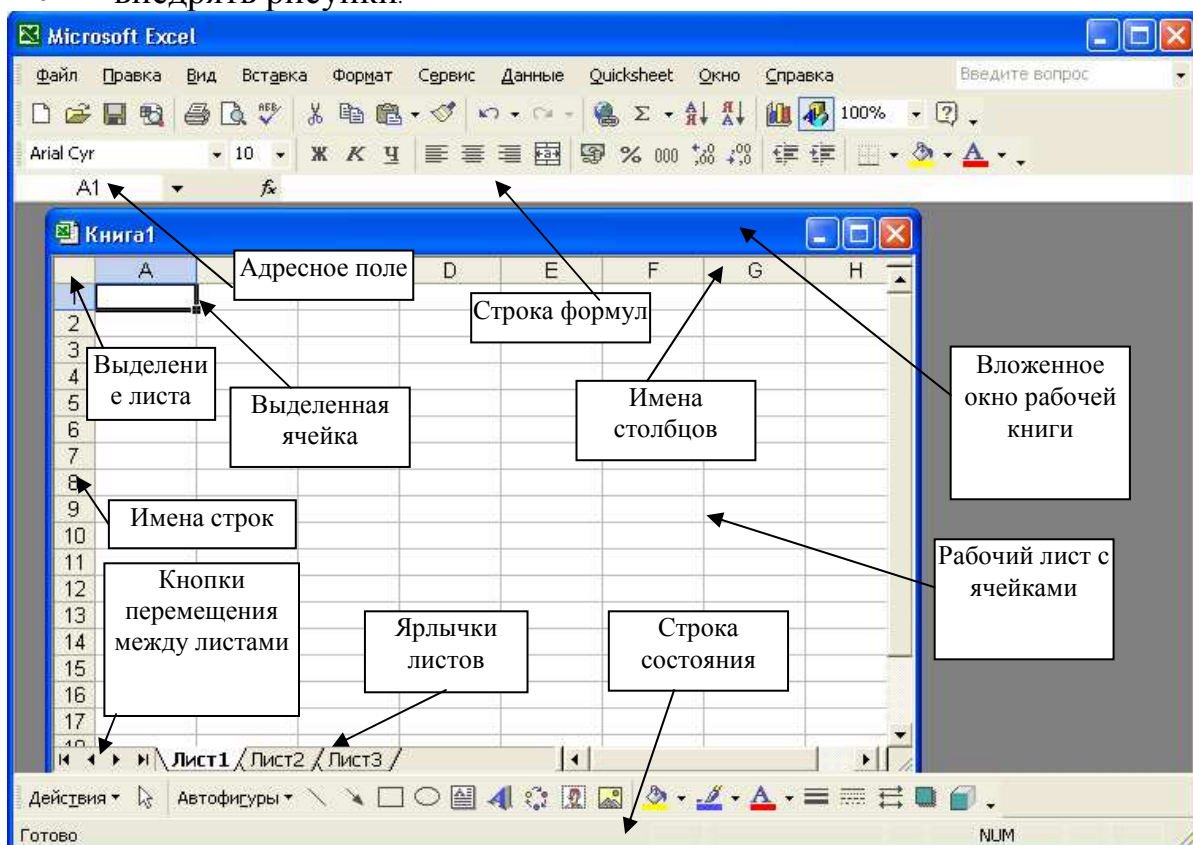 внедрять рисунки.
Microsoft Excel
Файл Правка Вид Вставка Формат Сервис Данные Quicksheet Окно Справка Введите вопрос
100%
Arial Cyr 10 Ж К Ч % 000
A1 fx
Книга1
A D E F G H
Адресное поле
Строка формул
Выделени
е листа
Выделенная
ячейка
Имена
столбцов
Вложенное
окно рабочей
книги
Имена строк
Рабочий лист с
ячейками
Кнопки
перемещения
между листами
Ярлычки
листов
Строка
состояния
1
2
3
4
5
6
7
8
9
10
11
12
13
14
15
16
17
Лист1 Лист2 Лист3
Действия Автофигуры
Готово NUM